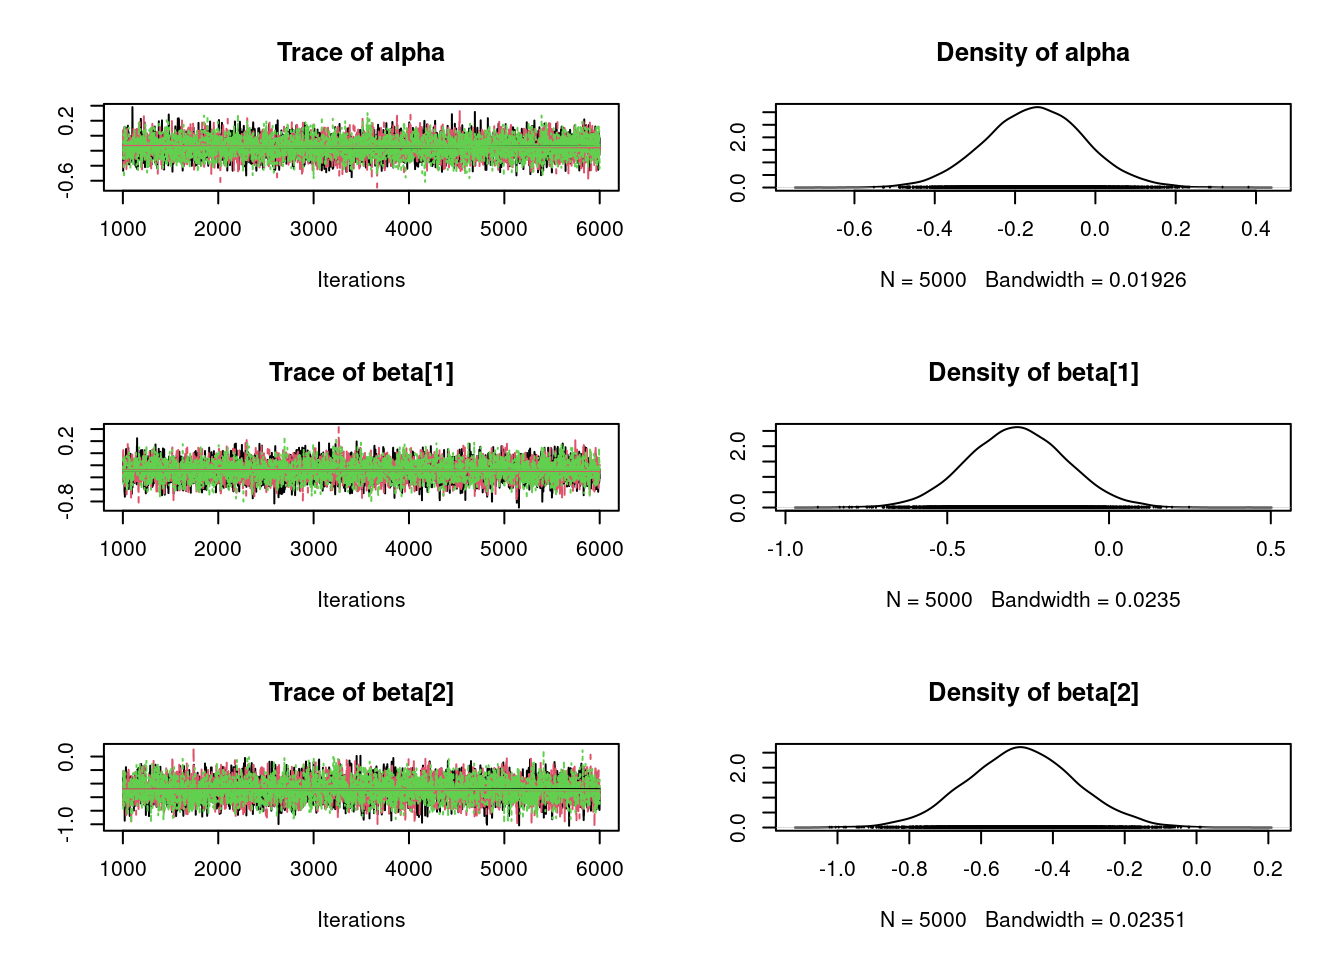 Trace of alpha
0.2
-0.6
1000 2000 3000 4000 5000 6000
Iterations
Density of alpha
2.0
0.0
-0.6 -0.4 -0.2 0.0 0.2 0.4
N = 5000 Bandwidth = 0.01926
Trace of beta[1]
0.2
-0.8
1000 2000 3000 4000 5000 6000
Iterations
Density of beta[1]
2.0
0.0
-1.0 -0.5 0.0 0.5
N = 5000 Bandwidth = 0.0235
Trace of beta[2]
0.0
-1.0
1000 2000 3000 4000 5000 6000
Iterations
Density of beta[2]
2.0
0.0
-1.0 -0.8 -0.6 -0.4 -0.2 0.0 0.2
N = 5000 Bandwidth = 0.02351